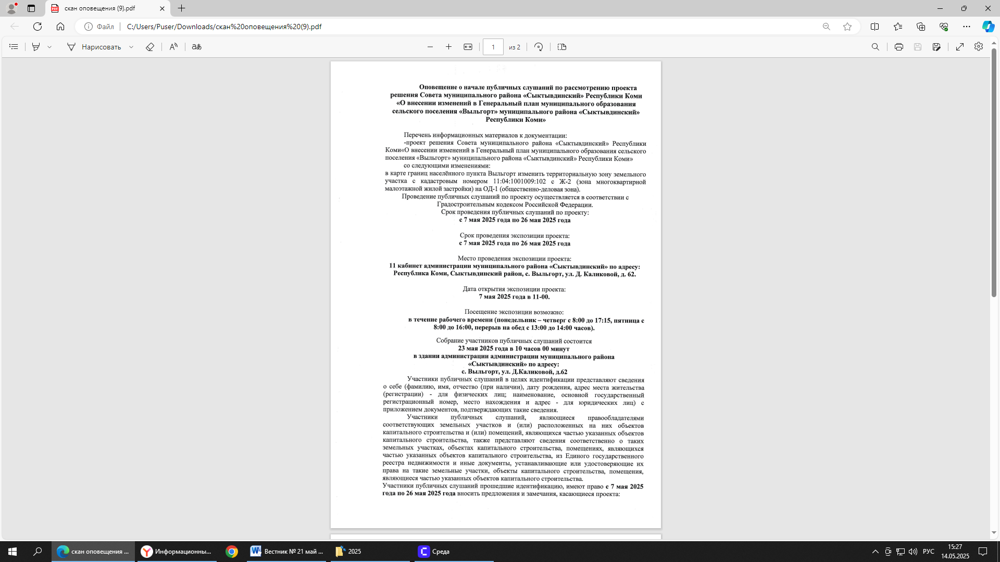 скан оповещения (9).pdf
Файл
C:/Users/Puser/Downloads/скан%20оповещения%20(9).pdf
Нарисовать
аあ
1
из 2
Оповещение о начале публичных слушаний по рассмотрению проекта
решения Совета муниципального района «Сыктывдинский» Республики Коми
«О внесении изменений в Генеральный план муниципального образования
сельского поселения «Выльгорт» муниципального района «Сыктывдинский»
Республики Коми»
Перечень информационных материалов к документации:
-проект решения Совета муниципального района «Сыктывдинский» Республики
Коми«О внесении изменений в Генеральный план муниципального образования сельского
поселения «Выльгорт» муниципального района «Сыктывдинский» Республики Коми»
со следующими изменениями:
в карте границ населённого пункта Выльгорт изменить территориальную зону земельного
участка с кадастровым номером 11:04:1001009:102 с Ж-2 (зона многоквартирной
малоэтажной жилой застройки) на ОД-1 (общественно-деловая зона).
Проведение публичных слушаний по проекту осуществляется в соответствии с
Градостроительным кодексом Российской Федерации.
Срок проведения публичных слушаний по проекту:
с 7 мая 2025 года по 26 мая 2025 года
Срок проведения экспозиции проекта:
с 7 мая 2025 года по 26 мая 2025 года
Место проведения экспозиции проекта:
11 кабинет администрации муниципального района «Сыктывдинский» по адресу:
Республика Коми, Сыктывдинский район, с. Выльгорт, ул. Д. Каликовой, д. 62.
Дата открытия экспозиции проекта:
7 мая 2025 года в 11-00.
Посещение экспозиции возможно:
в течение рабочего времени (понедельник – четверг с 8:00 до 17:15, пятница с
8:00 до 16:00, перерыв на обед с 13:00 до 14:00 часов).
Собрание участников публичных слушаний состоится
23 мая 2025 года в 10 часов 00 минут
в здании администрации администрации муниципального района
«Сыктывдинский» по адресу:
с. Выльгорт, ул. Д.Каликовой, д.62
Участники публичных слушаний в целях идентификации представляют сведения
о себе (фамилию, имя, отчество (при наличии), дату рождения, адрес места жительства
(регистрации) - для физических лиц; наименование, основной государственный
регистрационный номер, место нахождения и адрес - для юридических лиц) с
приложением документов, подтверждающих такие сведения.
Участники публичных слушаний, являющиеся правообладателями
соответствующих земельных участков и (или) расположенных на них объектов
капитального строительства и (или) помещений, являющихся частью указанных объектов
капитального строительства, также представляют сведения соответственно о таких
земельных участках, объектах капитального строительства, помещениях, являющихся
частью указанных объектов капитального строительства, из Единого государственного
реестра недвижимости и иные документы, устанавливающие или удостоверяющие их
права на такие земельные участки, объекты капитального строительства, помещения,
являющиеся частью указанных объектов капитального строительства.
Участники публичных слушаний прошедшие идентификацию, имеют право с 7 мая 2025
года по 26 мая 2025 года вносить предложения и замечания, касающиеся проекта:
скан оповещения ...
Информационны...
Вестник № 21 май ...
2025
Среда
РУС
15:27
14.05.2025